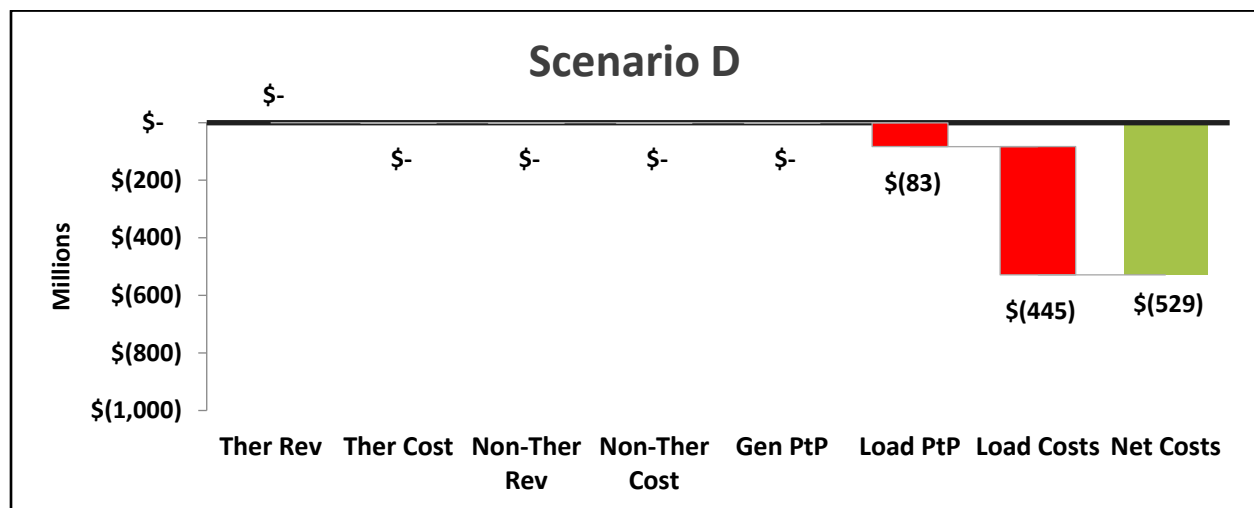 Scenario D
$-
$-
$(200)
$(400)
$(600)
$(800)
$(1,000)
Millions
$-
$-
$-
$-
$(83)
$(445)
$(529)
Ther Rev
Ther Cost
Non-Ther
Rev
Non-Ther
Cost
Gen PtP
Load PtP
Load Costs
Net Costs